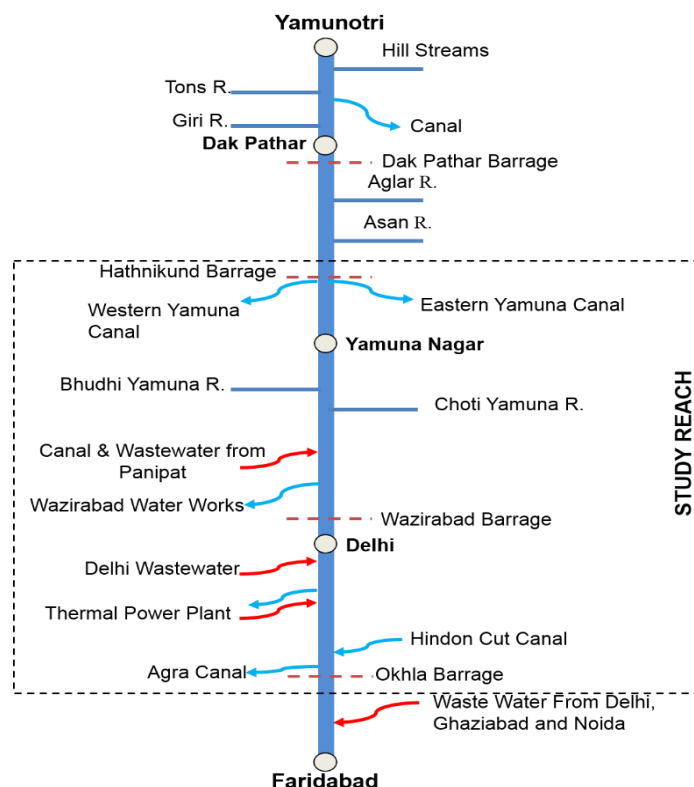 Yamunotri
Hill Streams
Tons R.
Giri R.
Canal
Dak Pathar
Dak Pathar Barrage
Aglar R.
Asan R.
Hathnikund Barrage
Western Yamuna
Canal
Eastern Yamuna Canal
Yamuna Nagar
Bhudhi Yamuna R.
Choti Yamuna R.
Canal & Wastewater from
Panipat
Wazirabad Water Works
Wazirabad Barrage
Delhi
Delhi Wastewater
Thermal Power Plant
Hindon Cut Canal
Agra Canal
Okhla Barrage
Waste Water From Delhi,
Ghaziabad and Noida
Faridabad
STUDY REACH